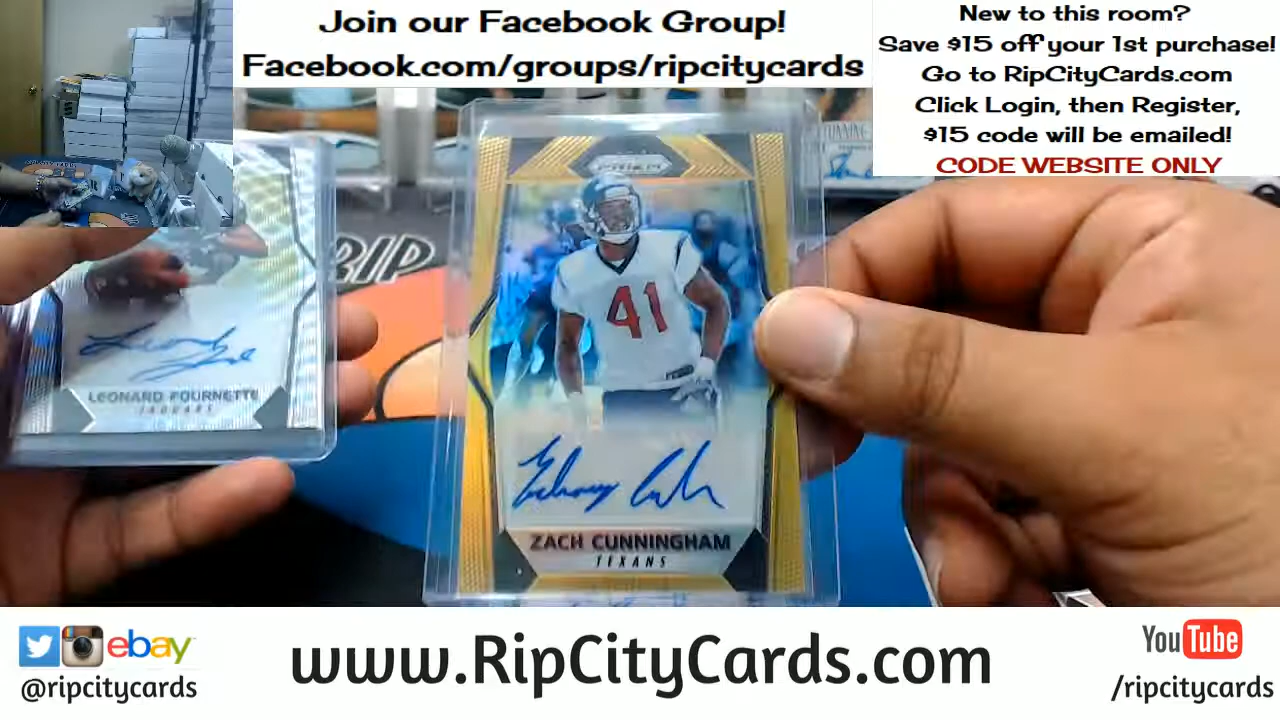 Join our Facebook Group!
Facebook.com/groups/ripcitycards
New to this room?
Save $15 off your 1st purchase!
Go to RipCityCards.com
Click Login, then Register,
$15 code will be emailed!
CODE WEBSITE ONLY
RIP
PRIZM
41
LEONARD FOURNETTE
JAGUARS
ZACH CUNNINGHAM
TEXANS
ebay
@ripcitycards
www.RipCityCards.com
YouTube
/ripcitycards